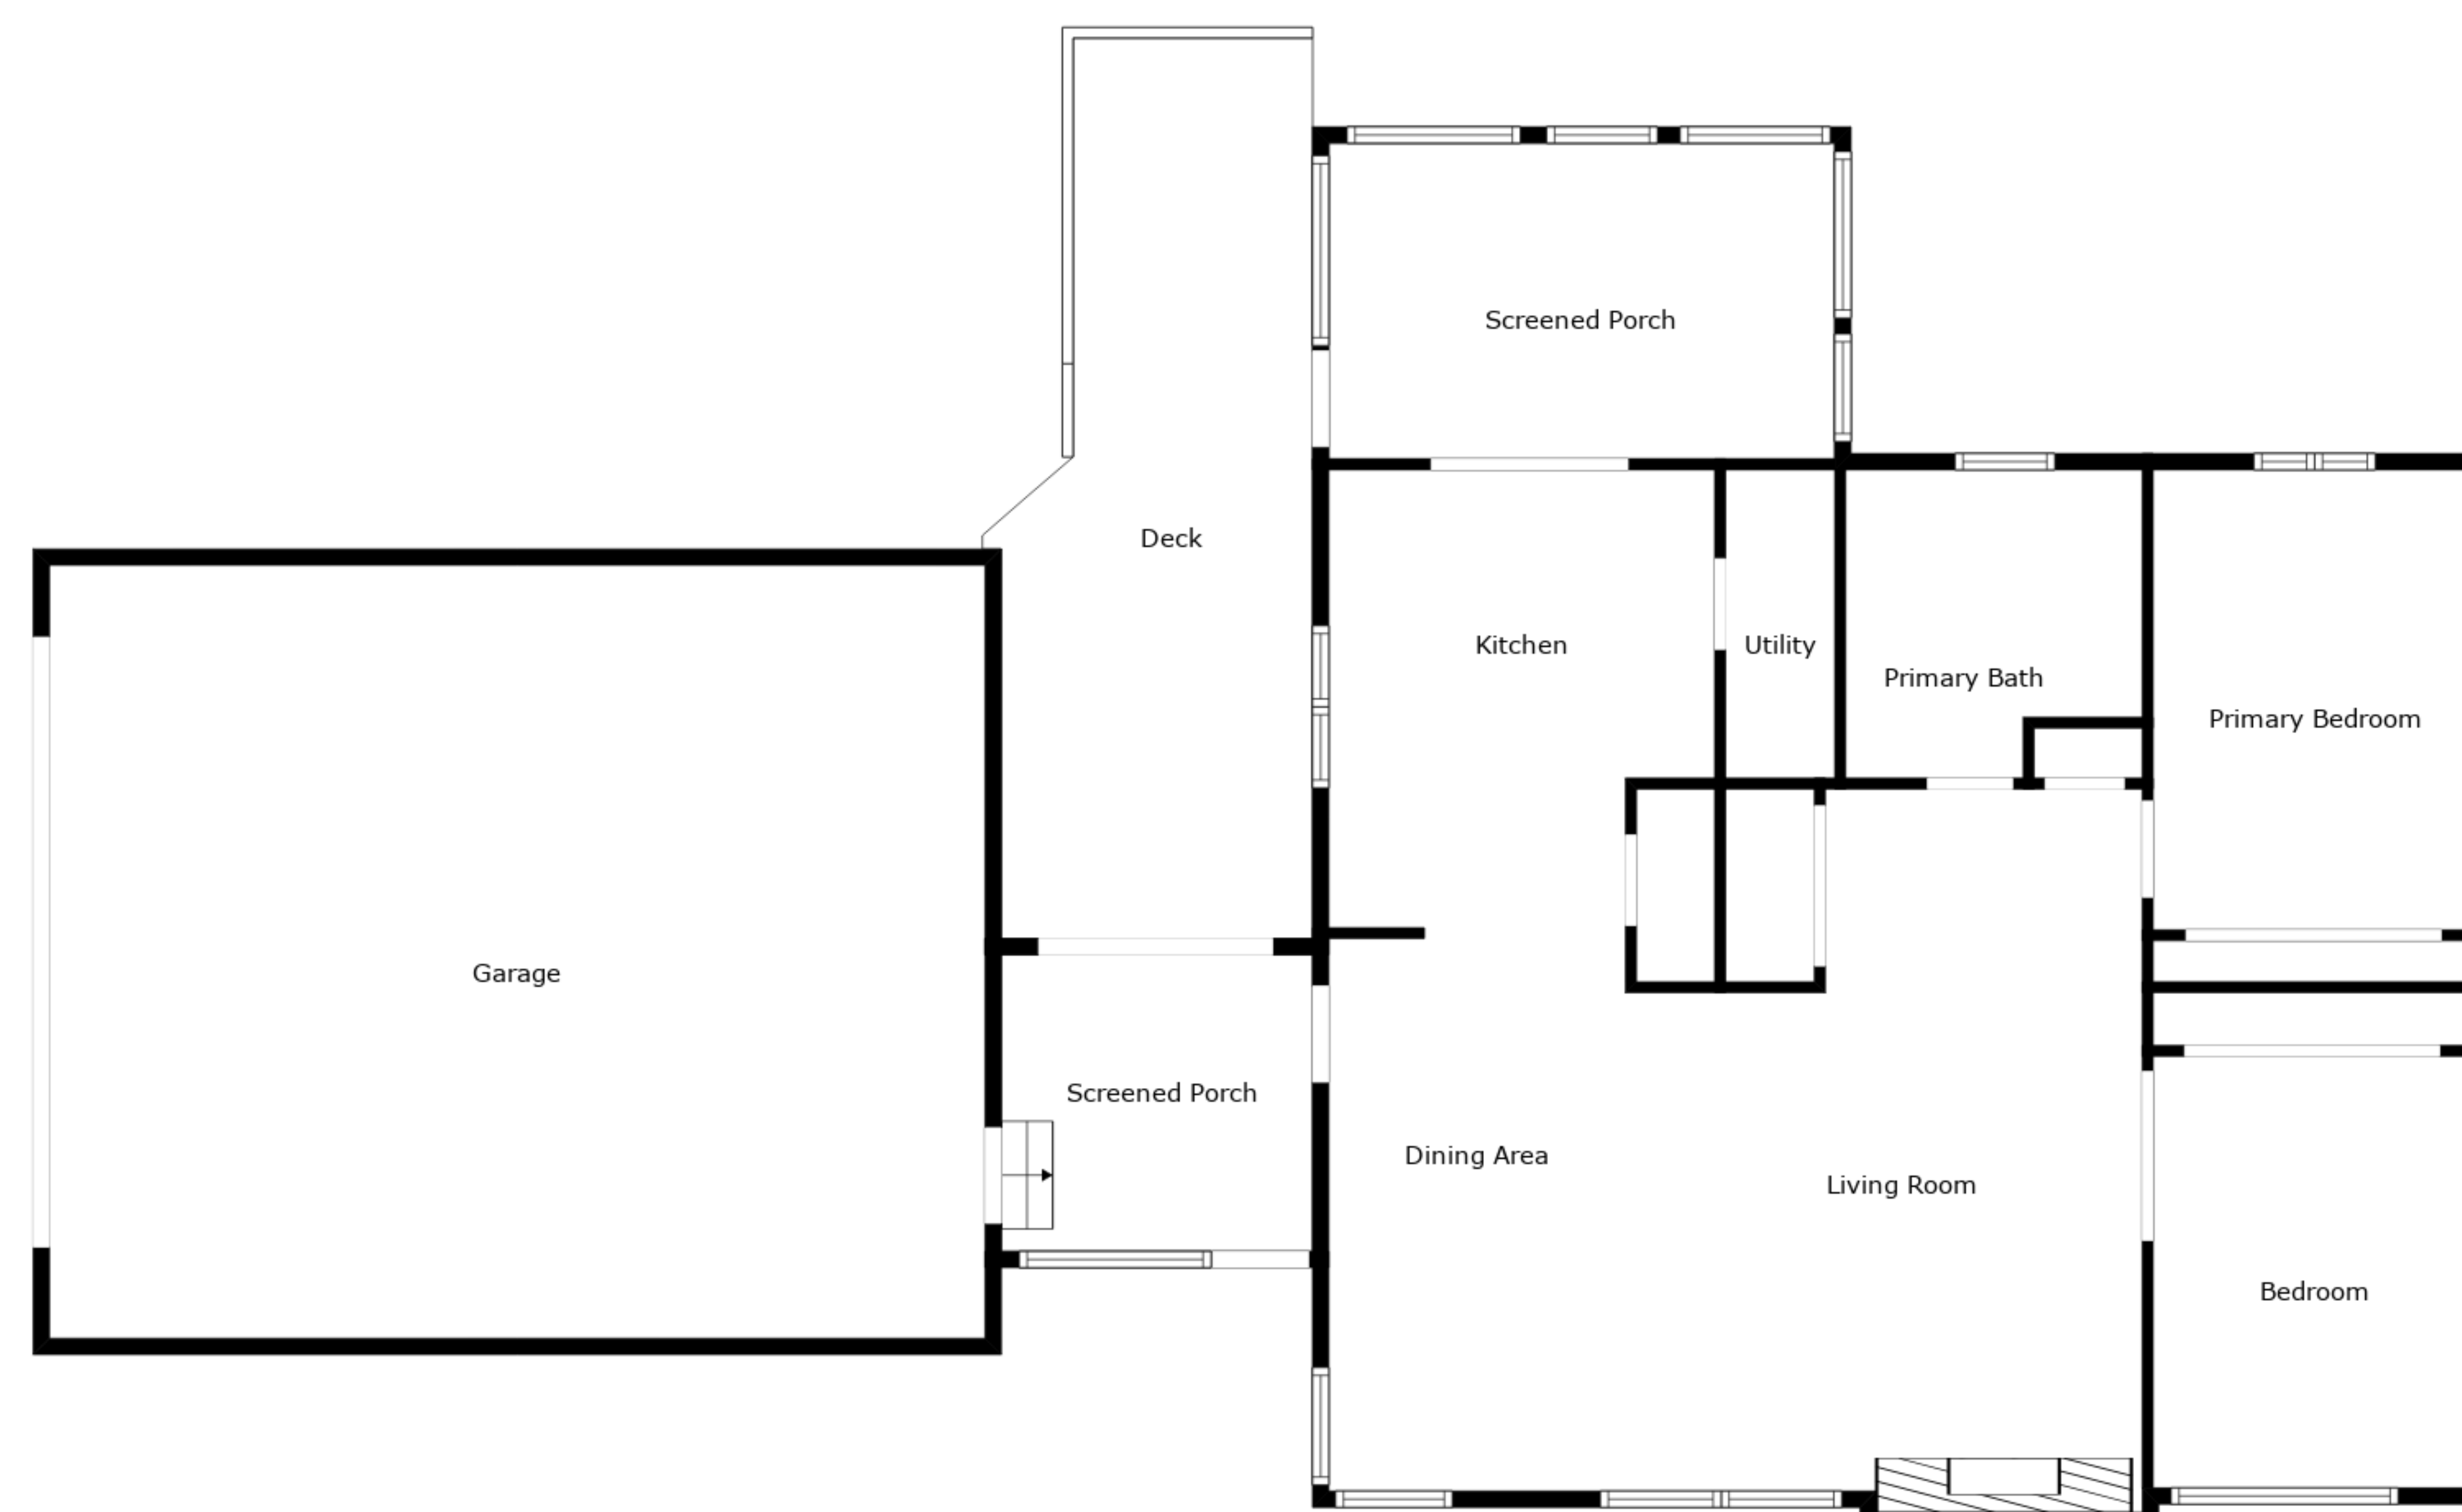 Screened Porch
Deck
Kitchen
Utility
Primary Bath
Primary Bedroom
Garage
Screened Porch
Dining Area
Living Room
Bedroom